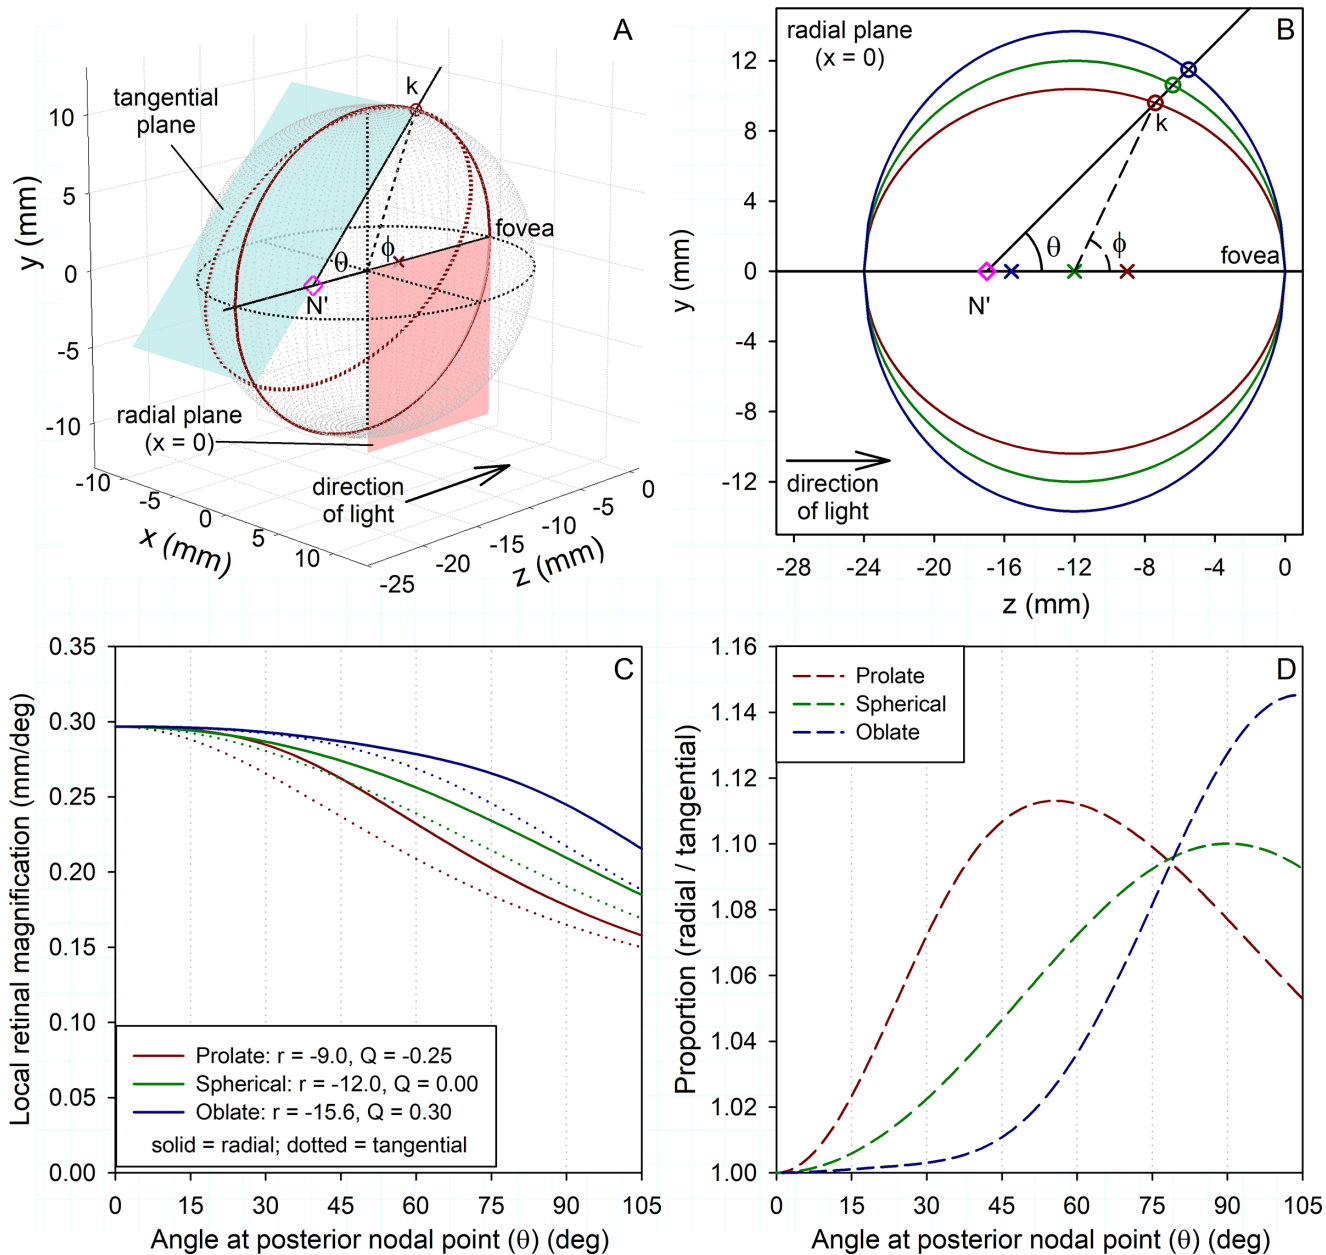 A
tangential
plane
k
fovea
θ
ϕ
N'
radial plane
(x = 0)
direction
of light
y (mm)
10
5
0
-5
-10
x (mm)
-10
-5
0
5
10
z (mm)
-25
-20
-15
-10
-5
0
B
radial plane
(x = 0)
k
θ
ϕ
fovea
N'
direction
of light
y (mm)
12
8
4
0
-4
-8
-12
-28 -24 -20 -16 -12 -8 -4 0
z (mm)
C
Local retinal magnification (mm/deg)
0.35
0.30
0.25
0.20
0.15
0.10
0.05
0.00
Prolate: r = -9.0, Q = -0.25
Spherical: r = -12.0, Q = 0.00
Oblate: r = -15.6, Q = 0.30
solid = radial; dotted = tangential
0 15 30 45 60 75 90 105
Angle at posterior nodal point (θ) (deg)
D
Prolate
Spherical
Oblate
Proportion (radial / tangential)
1.16
1.14
1.12
1.10
1.08
1.06
1.04
1.02
1.00
0 15 30 45 60 75 90 105
Angle at posterior nodal point (θ) (deg)